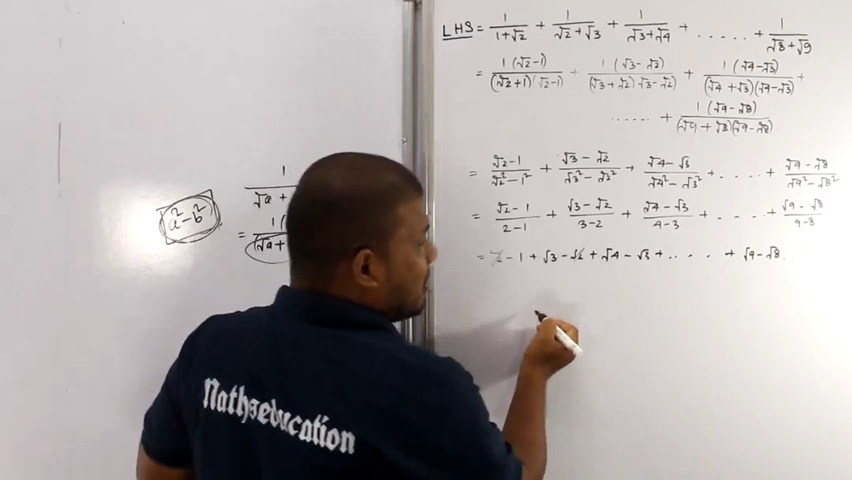 LHS = 1/(1+√2) + 1/(√2+√3) + 1/(√3+√4) + ..... + 1/(√8+√9)
= 1(√2-1)/((√2+1)(√2-1)) + 1(√3-√2)/((√3+√2)(√3-√2)) + 1(√4-√3)/((√4+√3)(√4-√3)) +
..... + 1(√9-√8)/((√9+√8)(√9-√8))
= (√2-1)/(√2²-1²) + (√3-√2)/(√3²-√2²) + (√4-√3)/(√4²-√3²) + ..... + (√9-√8)/(√9²-√8²)
= (√2-1)/(2-1) + (√3-√2)/(3-2) + (√4-√3)/(4-3) + ..... + (√9-√8)/(9-8)
= √2-1+√3-√2+√4-√3+.....+√9-√8.
a²-b²
1/(√a+
= 1(/(√a+
Nathseducation